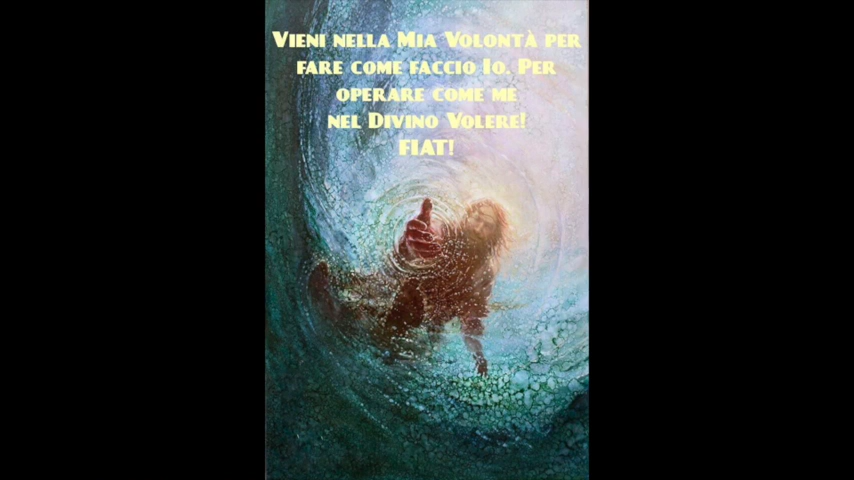 Vieni nella Mia Volontà per
fare come faccio Io. Per
operare come me
nel Divino Volere!
FIAT!